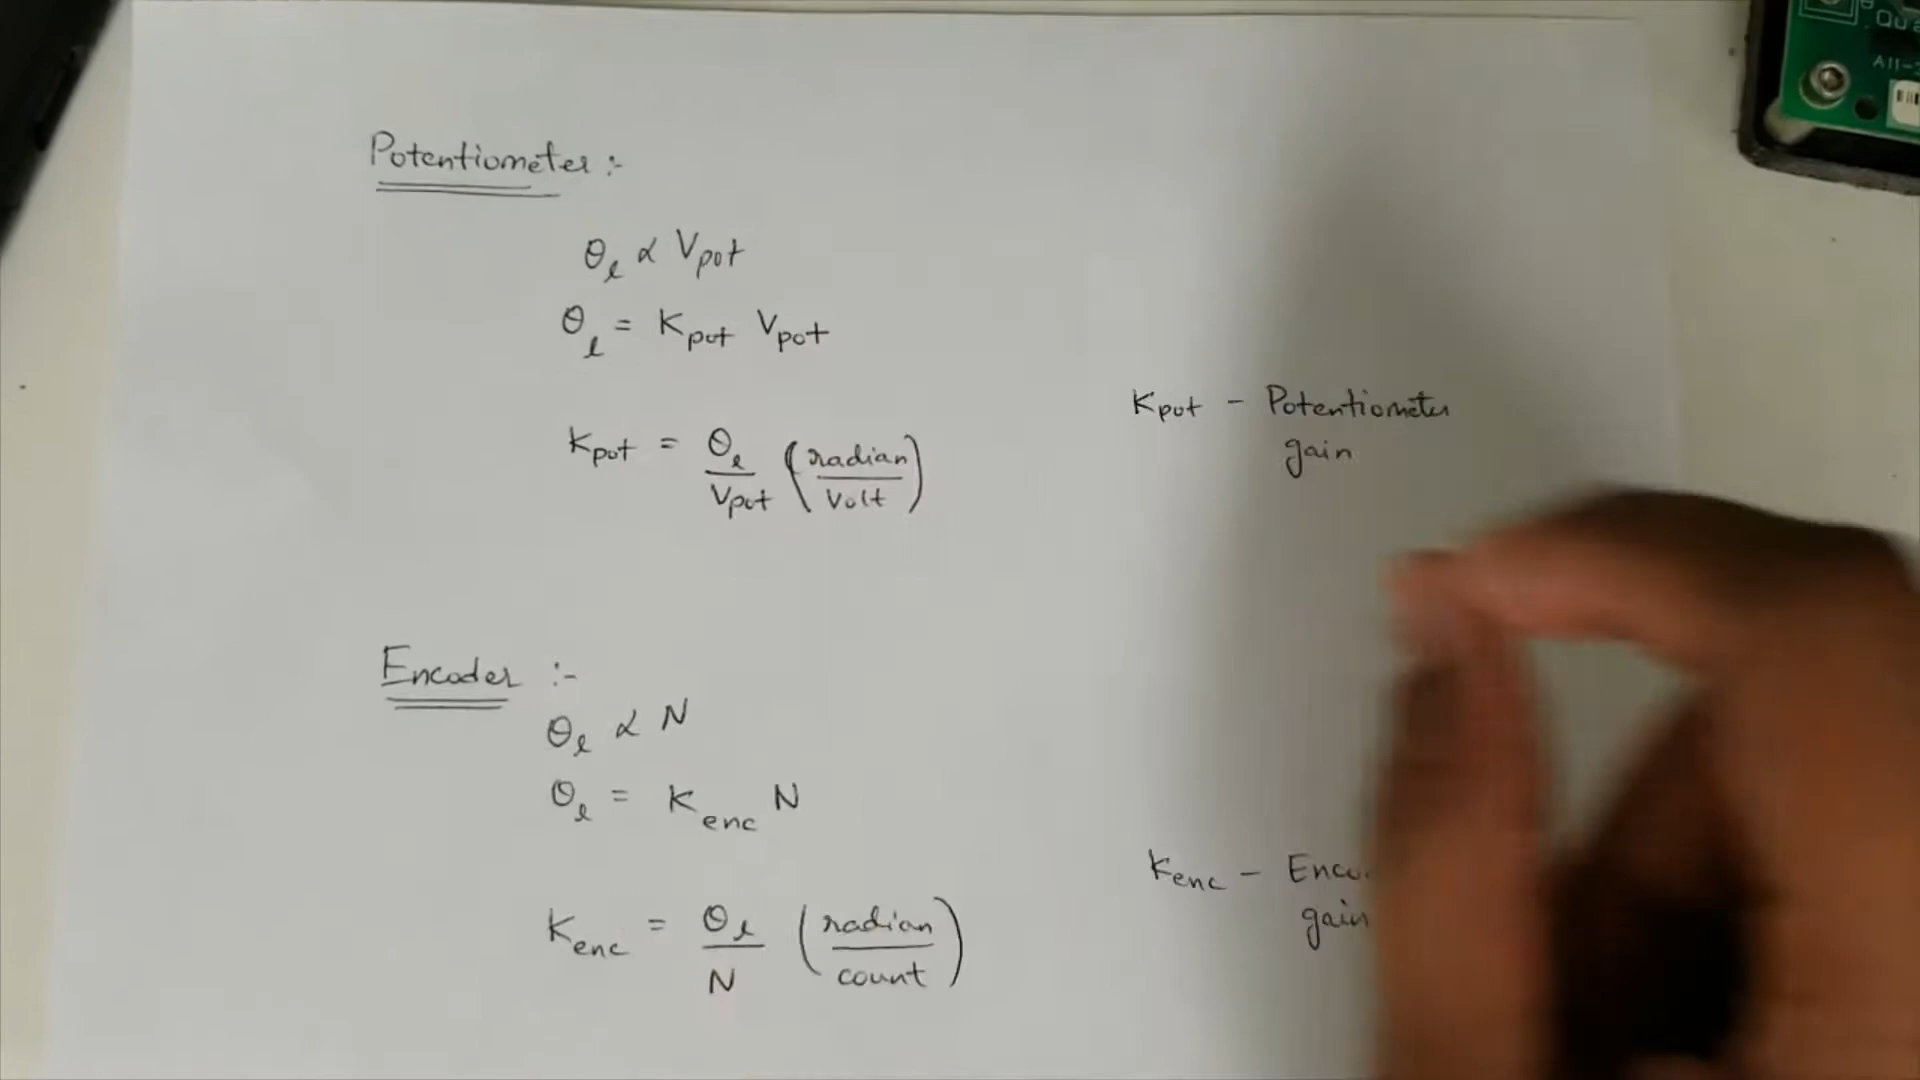 Potentiometer :-
θₗ ∝ Vpot
θₗ = Kpot Vpot
Kpot - Potentiometer
gain
Kpot = θₗ / Vpot (radian / Volt)
Encoder :-
θₗ ∝ N
θₗ = Kenc N
Kenc -
gain
Kenc = θₗ / N (radian / count)